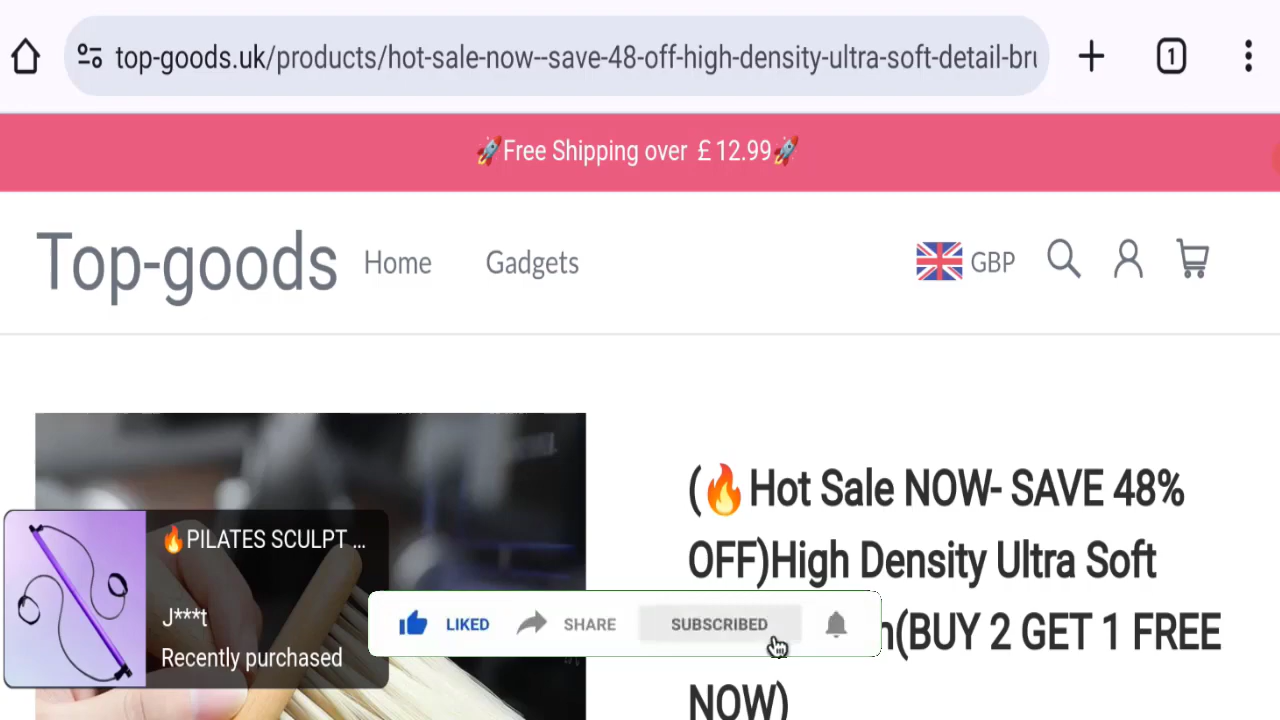 top-goods.uk/products/hot-sale-now--save-48-off-high-density-ultra-soft-detail-bru
1
🚀Free Shipping over £12.99🚀
Top-goods
Home
Gadgets
GBP
(🔥Hot Sale NOW- SAVE 48%
OFF)High Density Ultra Soft
n(BUY 2 GET 1 FREE
NOW)
🔥PILATES SCULPT ...
J***t
Recently purchased
LIKED
SHARE
SUBSCRIBED